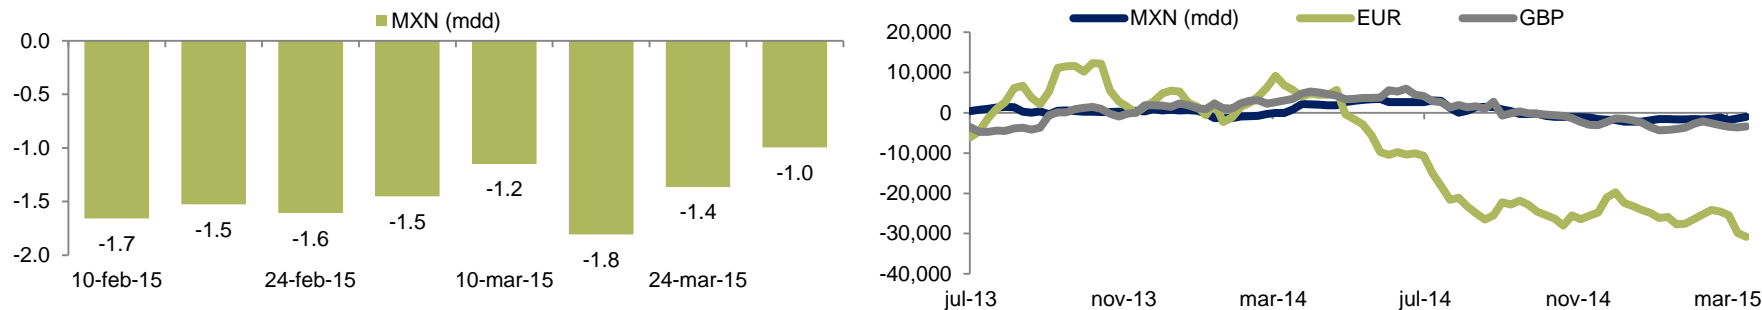 MXN (mdd)
0.0
-0.5
-1.0
-1.5
-2.0
-1.7
-1.5
-1.6
-1.5
-1.2
-1.8
-1.4
-1.0
10-feb-15
24-feb-15
10-mar-15
24-mar-15
MXN (mdd)
EUR
GBP
20,000
10,000
0
-10,000
-20,000
-30,000
-40,000
jul-13
nov-13
mar-14
jul-14
nov-14
mar-15